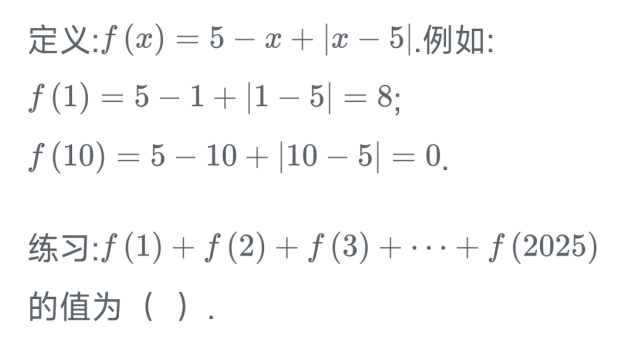 定义:f (x) = 5 − x + |x − 5|.例如:
f (1) = 5 − 1 + |1 − 5| = 8;
f (10) = 5 − 10 + |10 − 5| = 0.
练习:f (1) + f (2) + f (3) + ⋯ + f (2025)
的值为（ ）.